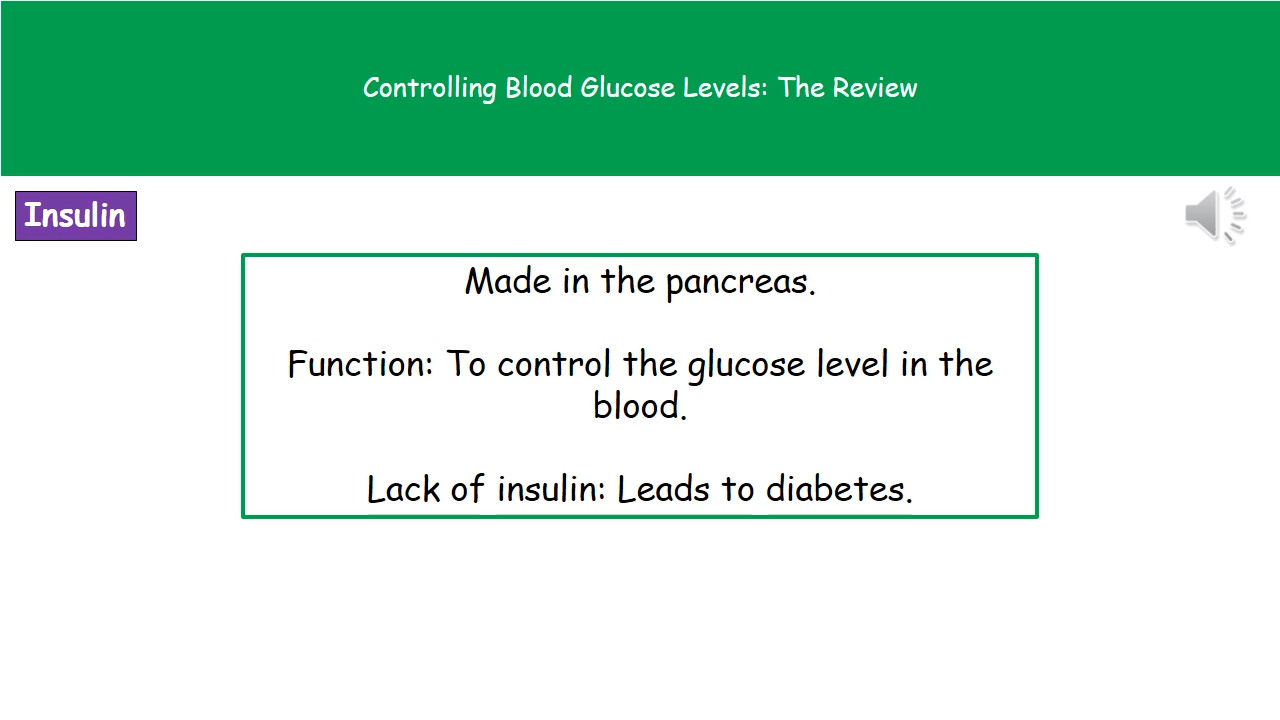 Controlling Blood Glucose Levels: The Review
Insulin
Made in the pancreas.
Function: To control the glucose level in the
blood.
Lack of insulin: Leads to diabetes.